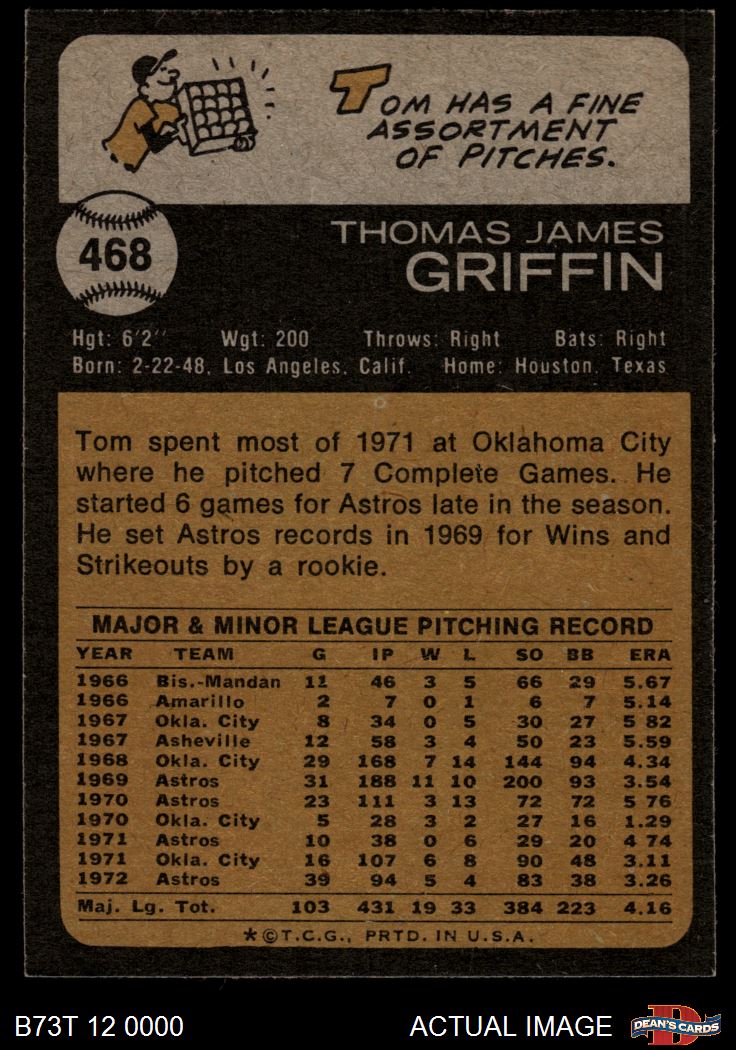 TOM HAS A FINE
ASSORTMENT
OF PITCHES.
468
THOMAS JAMES
GRIFFIN
Hgt: 6'2" Wgt: 200 Throws: Right Bats: Right
Born: 2-22-48, Los Angeles, Calif. Home: Houston, Texas
Tom spent most of 1971 at Oklahoma City
where he pitched 7 Complete Games. He
started 6 games for Astros late in the season.
He set Astros records in 1969 for Wins and
Strikeouts by a rookie.
MAJOR & MINOR LEAGUE PITCHING RECORD
YEAR TEAM G IP W L SO BB ERA
1966 Bis.-Mandan 11 46 3 5 66 29 5.67
1966 Amarillo 2 7 0 1 6 7 5.14
1967 Okla. City 8 34 0 5 30 27 5 82
1967 Asheville 12 58 3 4 50 23 5.59
1968 Okla. City 29 168 7 14 144 94 4.34
1969 Astros 31 188 11 10 200 93 3.54
1970 Astros 23 111 3 13 72 72 5 76
1970 Okla. City 5 28 3 2 27 16 1.29
1971 Astros 10 38 0 6 29 20 4 74
1971 Okla. City 16 107 6 8 90 48 3.11
1972 Astros 39 94 5 4 83 38 3.26
Maj. Lg. Tot. 103 431 19 33 384 223 4.16
*©T.C.G., PRTD. IN U.S.A.
B73T 12 0000 ACTUAL IMAGE DEAN'S CARDS